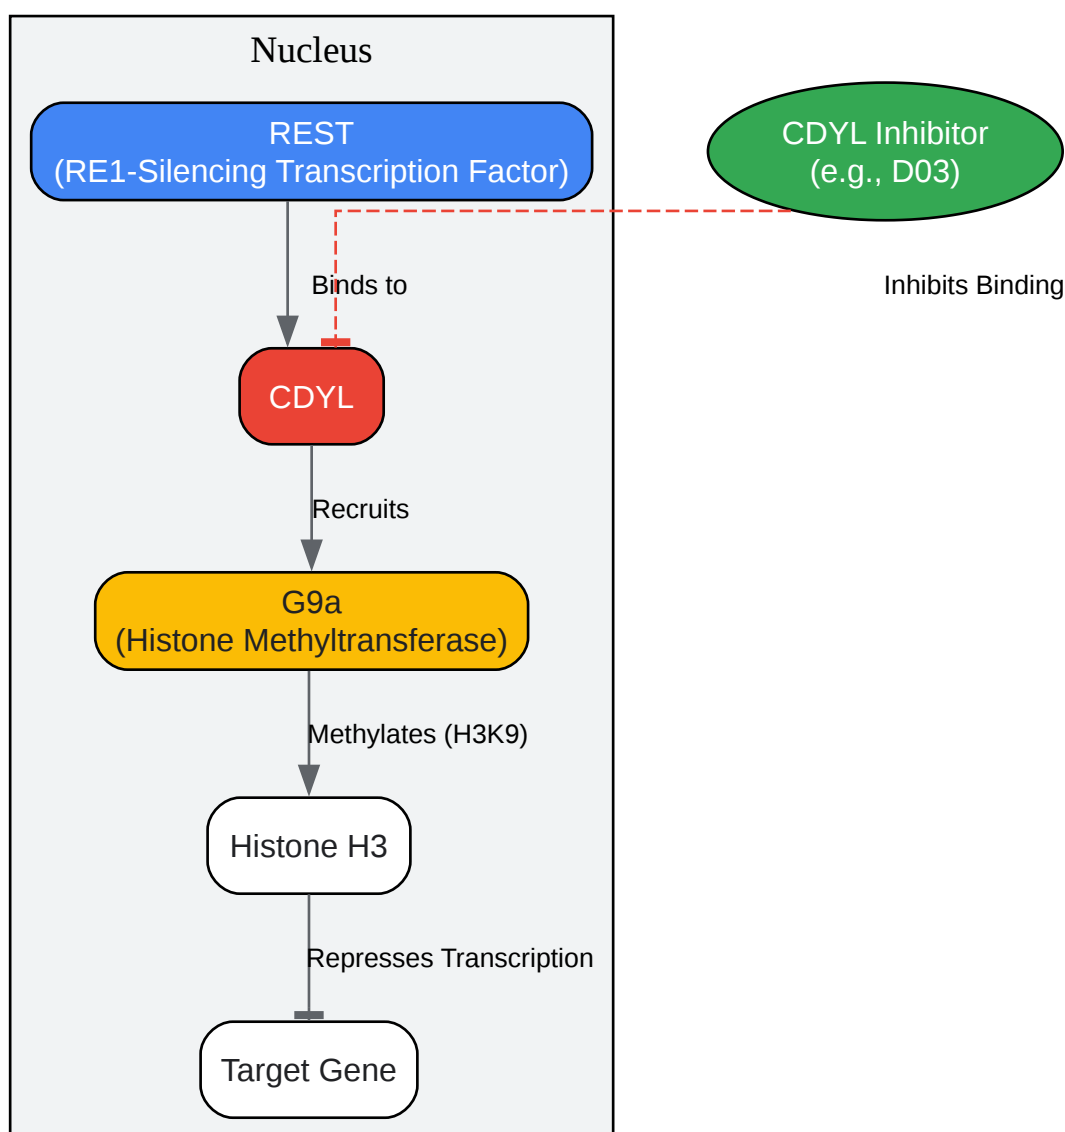 Nucleus
REST
(RE1-Silencing Transcription Factor)
CDYL Inhibitor
(e.g., D03)
Binds to
Inhibits Binding
CDYL
Recruits
G9a
(Histone Methyltransferase)
Methylates (H3K9)
Histone H3
Represses Transcription
Target Gene